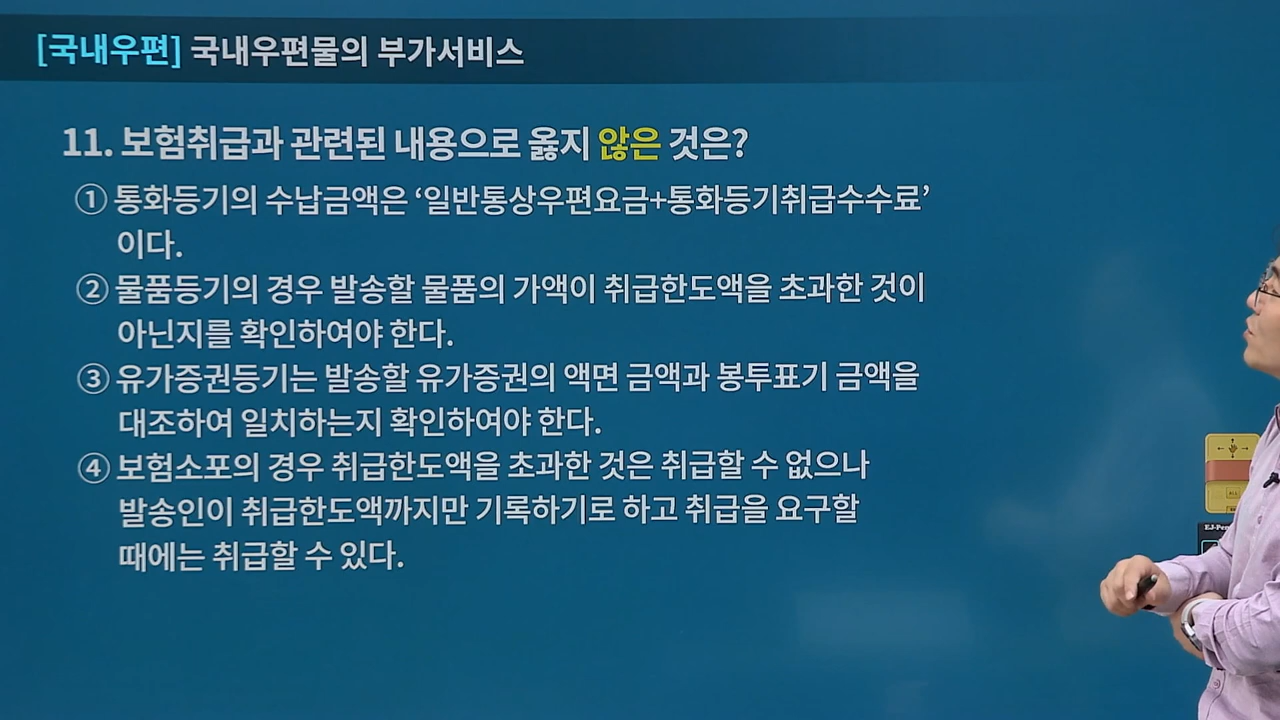 [국내우편] 국내우편물의 부가서비스
11. 보험취급과 관련된 내용으로 옳지 않은 것은?
① 통화등기의 수납금액은 ‘일반통상우편요금+통화등기취급수수료’
이다.
② 물품등기의 경우 발송할 물품의 가액이 취급한도액을 초과한 것이
아닌지를 확인하여야 한다.
③ 유가증권등기는 발송할 유가증권의 액면 금액과 봉투표기 금액을
대조하여 일치하는지 확인하여야 한다.
④ 보험소포의 경우 취급한도액을 초과한 것은 취급할 수 없으나
발송인이 취급한도액까지만 기록하기로 하고 취급을 요구할
때에는 취급할 수 있다.